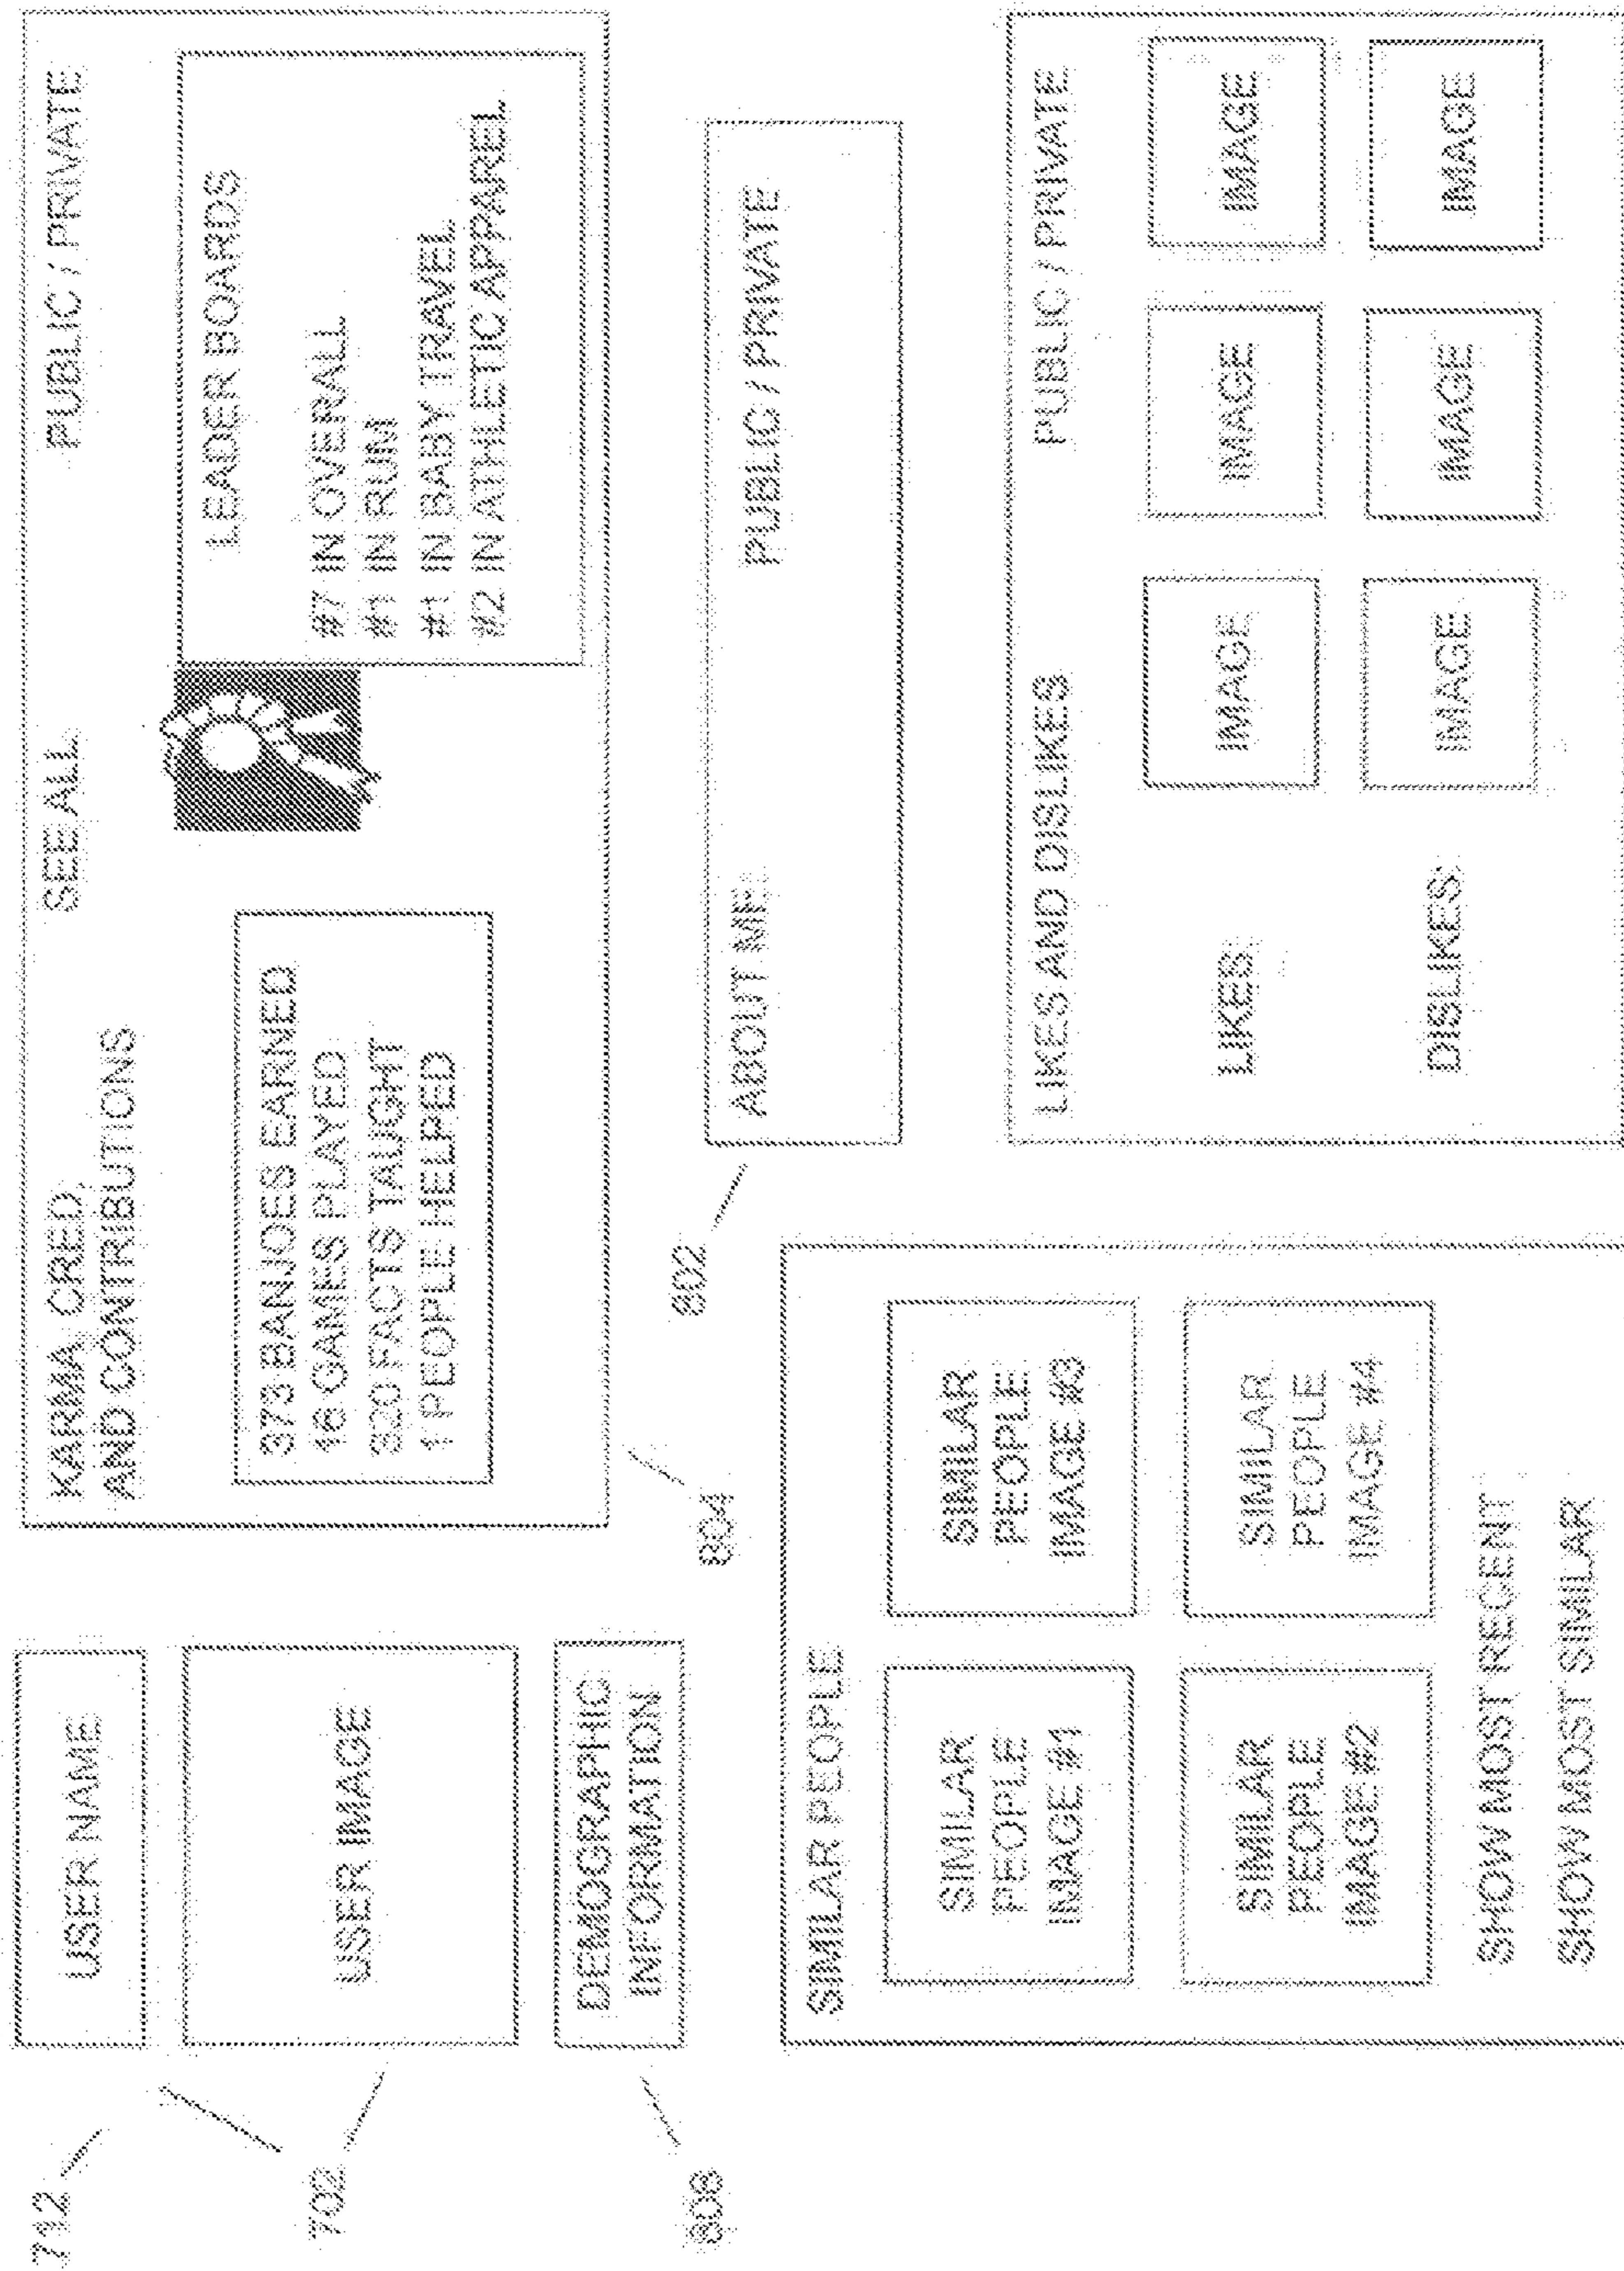 712
702
808
USER NAME
USER IMAGE
DEMOGRAPHIC
INFORMATION
KARMA, CRED,
AND CONTRIBUTIONS
SEE ALL
PUBLIC / PRIVATE
373 BANJOES EARNED
16 GAMES PLAYED
820 FACTS TAUGHT
1 PEOPLE HELPED
LEADER BOARDS
#7 IN OVERALL
#1 IN RUM
#1 IN BABY TRAVEL
#2 IN ATHLETIC APPAREL
804
802
ABOUT ME:
PUBLIC / PRIVATE
SIMILAR PEOPLE
SIMILAR
PEOPLE
IMAGE #1
SIMILAR
PEOPLE
IMAGE #3
SIMILAR
PEOPLE
IMAGE #2
SIMILAR
PEOPLE
IMAGE #4
SHOW MOST RECENT
SHOW MOST SIMILAR
LIKES AND DISLIKES
PUBLIC / PRIVATE
LIKES:
IMAGE
IMAGE
IMAGE
DISLIKES:
IMAGE
IMAGE
IMAGE